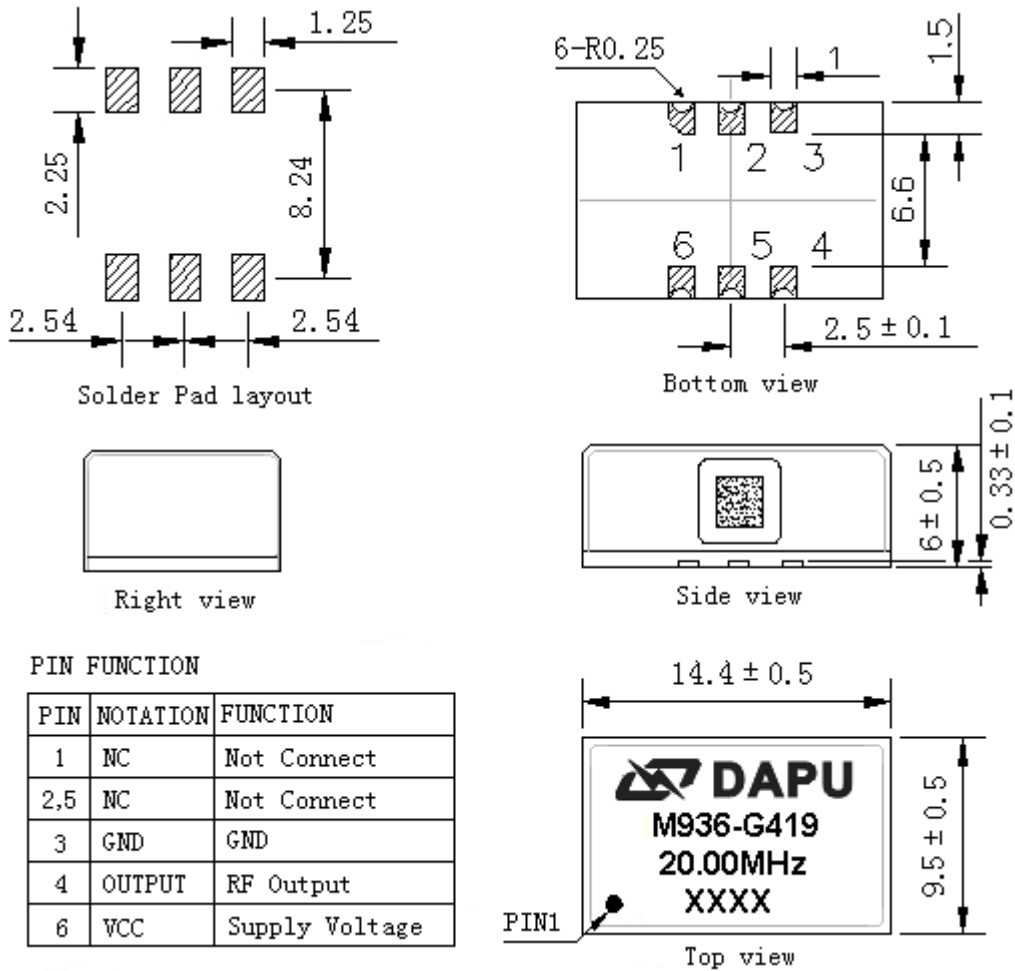 1.25
2.25
8.24
2.54
2.54
Solder Pad layout
6-R0.25
1
1.5
1
2
3
6.6
6
5
4
2.5±0.1
Bottom view
Right view
6±0.5
0.33±0.1
Side view
PIN FUNCTION
PIN NOTATION FUNCTION
1 NC Not Connect
2,5 NC Not Connect
3 GND GND
4 OUTPUT RF Output
6 VCC Supply Voltage
14.4±0.5
DAPU
M936-G419
20.00MHz
XXXX
PIN1
9.5±0.5
Top view